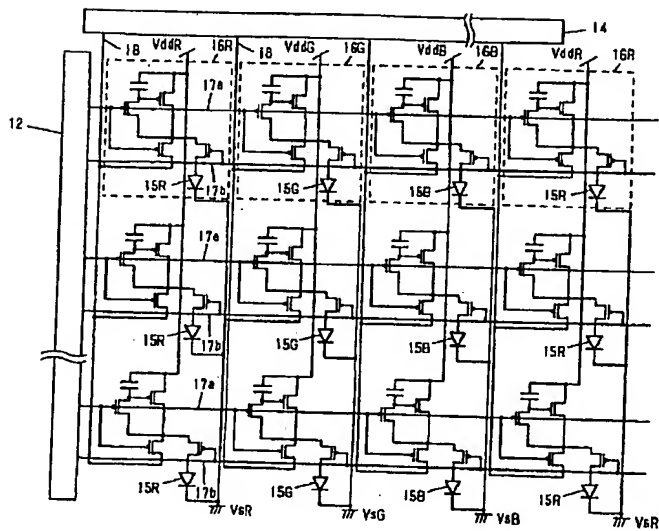 14
18 VddR 16R 18 VddG 16G VddB 16B VddR 16R
12
17a
15R 17b 15G 15B 15R
17a
15R 17b 15G 15B 15R
17a
15R 17b 15G 15B 15R
VsR VsG VsB VsR